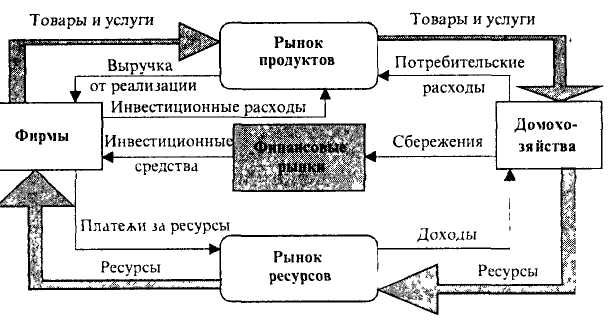 Товары и услуги
Товары и услуги
Рынок
продуктов
Выручка
от реализации
Потребительские
расходы
Инвестиционные расходы
Фирмы
Инвестиционные
средства
Финансовые
рынки
Сбережения
Домохо-
зяйства
Платежи за ресурсы
Доходы
Рынок
ресурсов
Ресурсы
Ресурсы